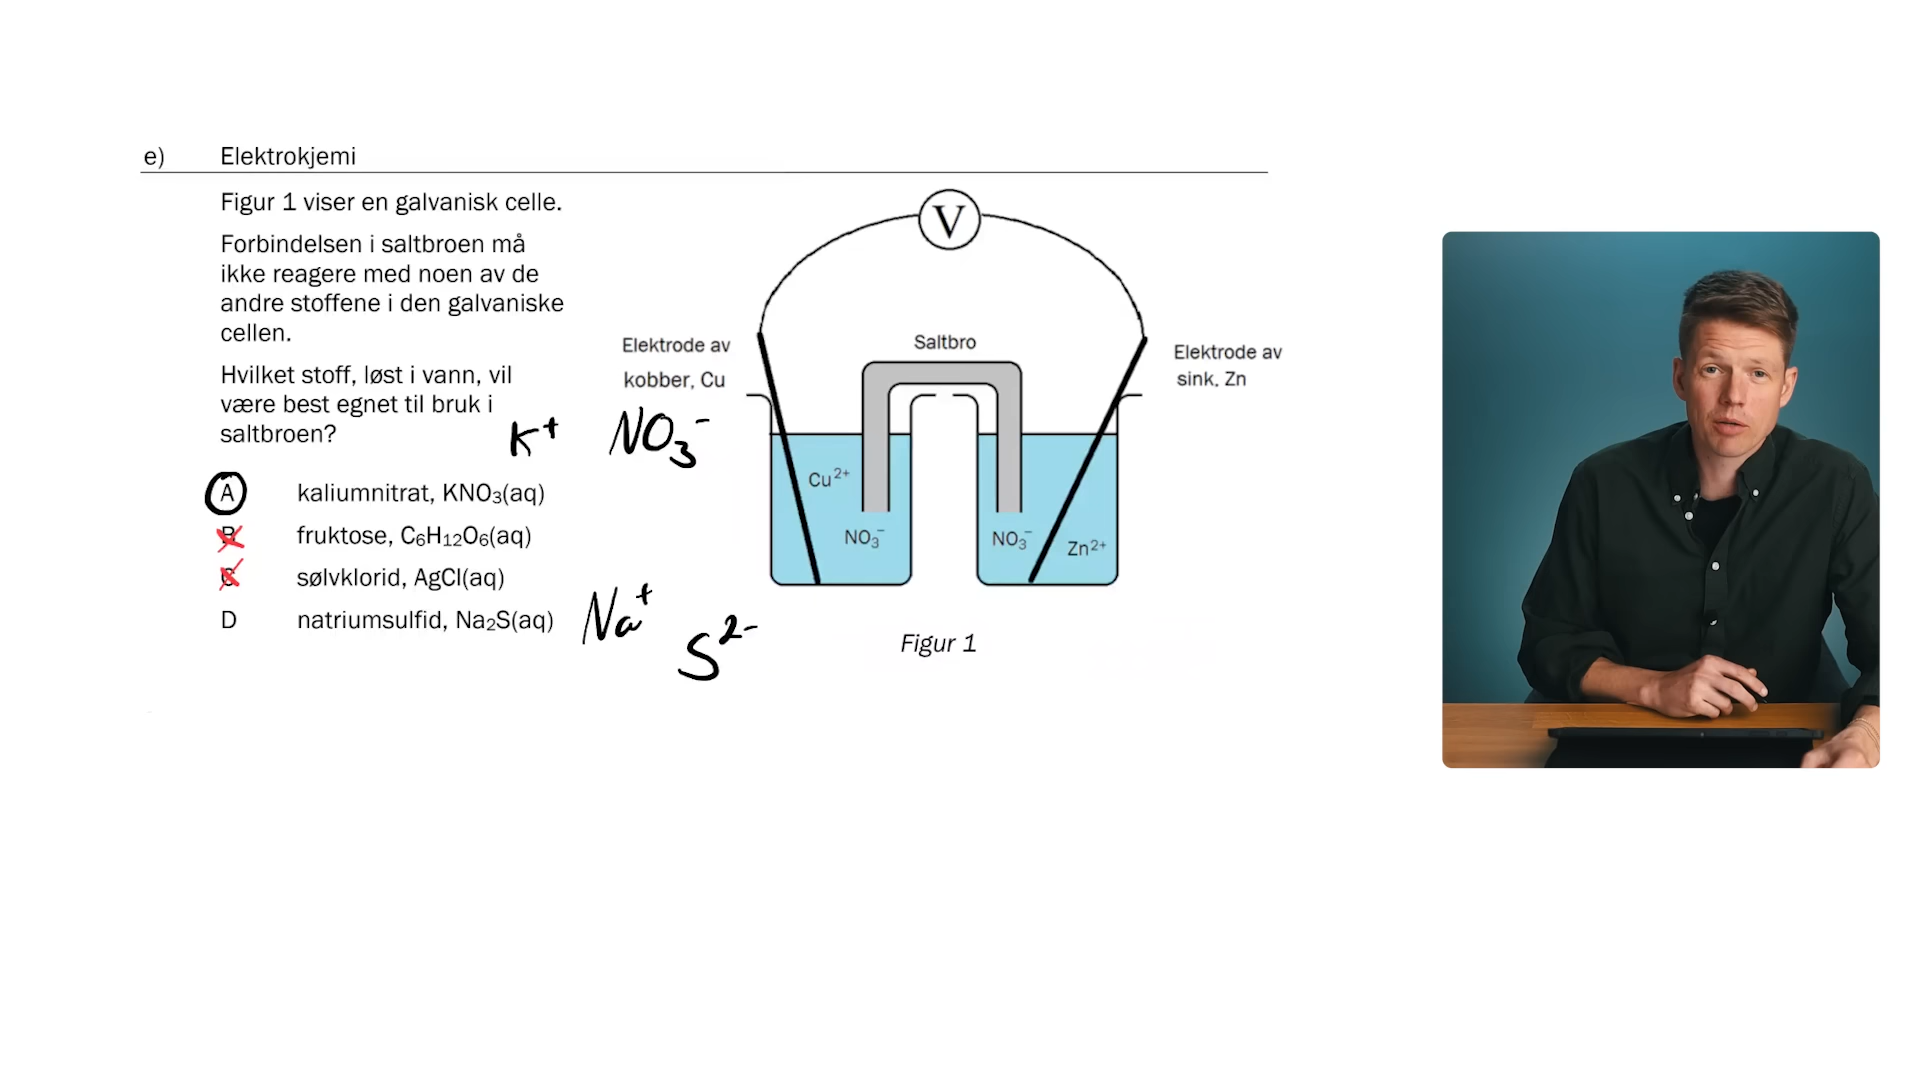 e) Elektrokjemi
Figur 1 viser en galvanisk celle.
Forbindelsen i saltbroen må
ikke reagere med noen av de
andre stoffene i den galvaniske
cellen.
Hvilket stoff, løst i vann, vil
være best egnet til bruk i
saltbroen?
K⁺ NO₃⁻
A kaliumnitrat, KNO₃(aq)
B fruktose, C₆H₁₂O₆(aq)
C sølvklorid, AgCl(aq)
D natriumsulfid, Na₂S(aq)
Na⁺
S²⁻
V
Elektrode av
kobber, Cu
Saltbro
Elektrode av
sink. Zn
Cu²⁺
NO₃⁻
NO₃⁻
Zn²⁺
Figur 1